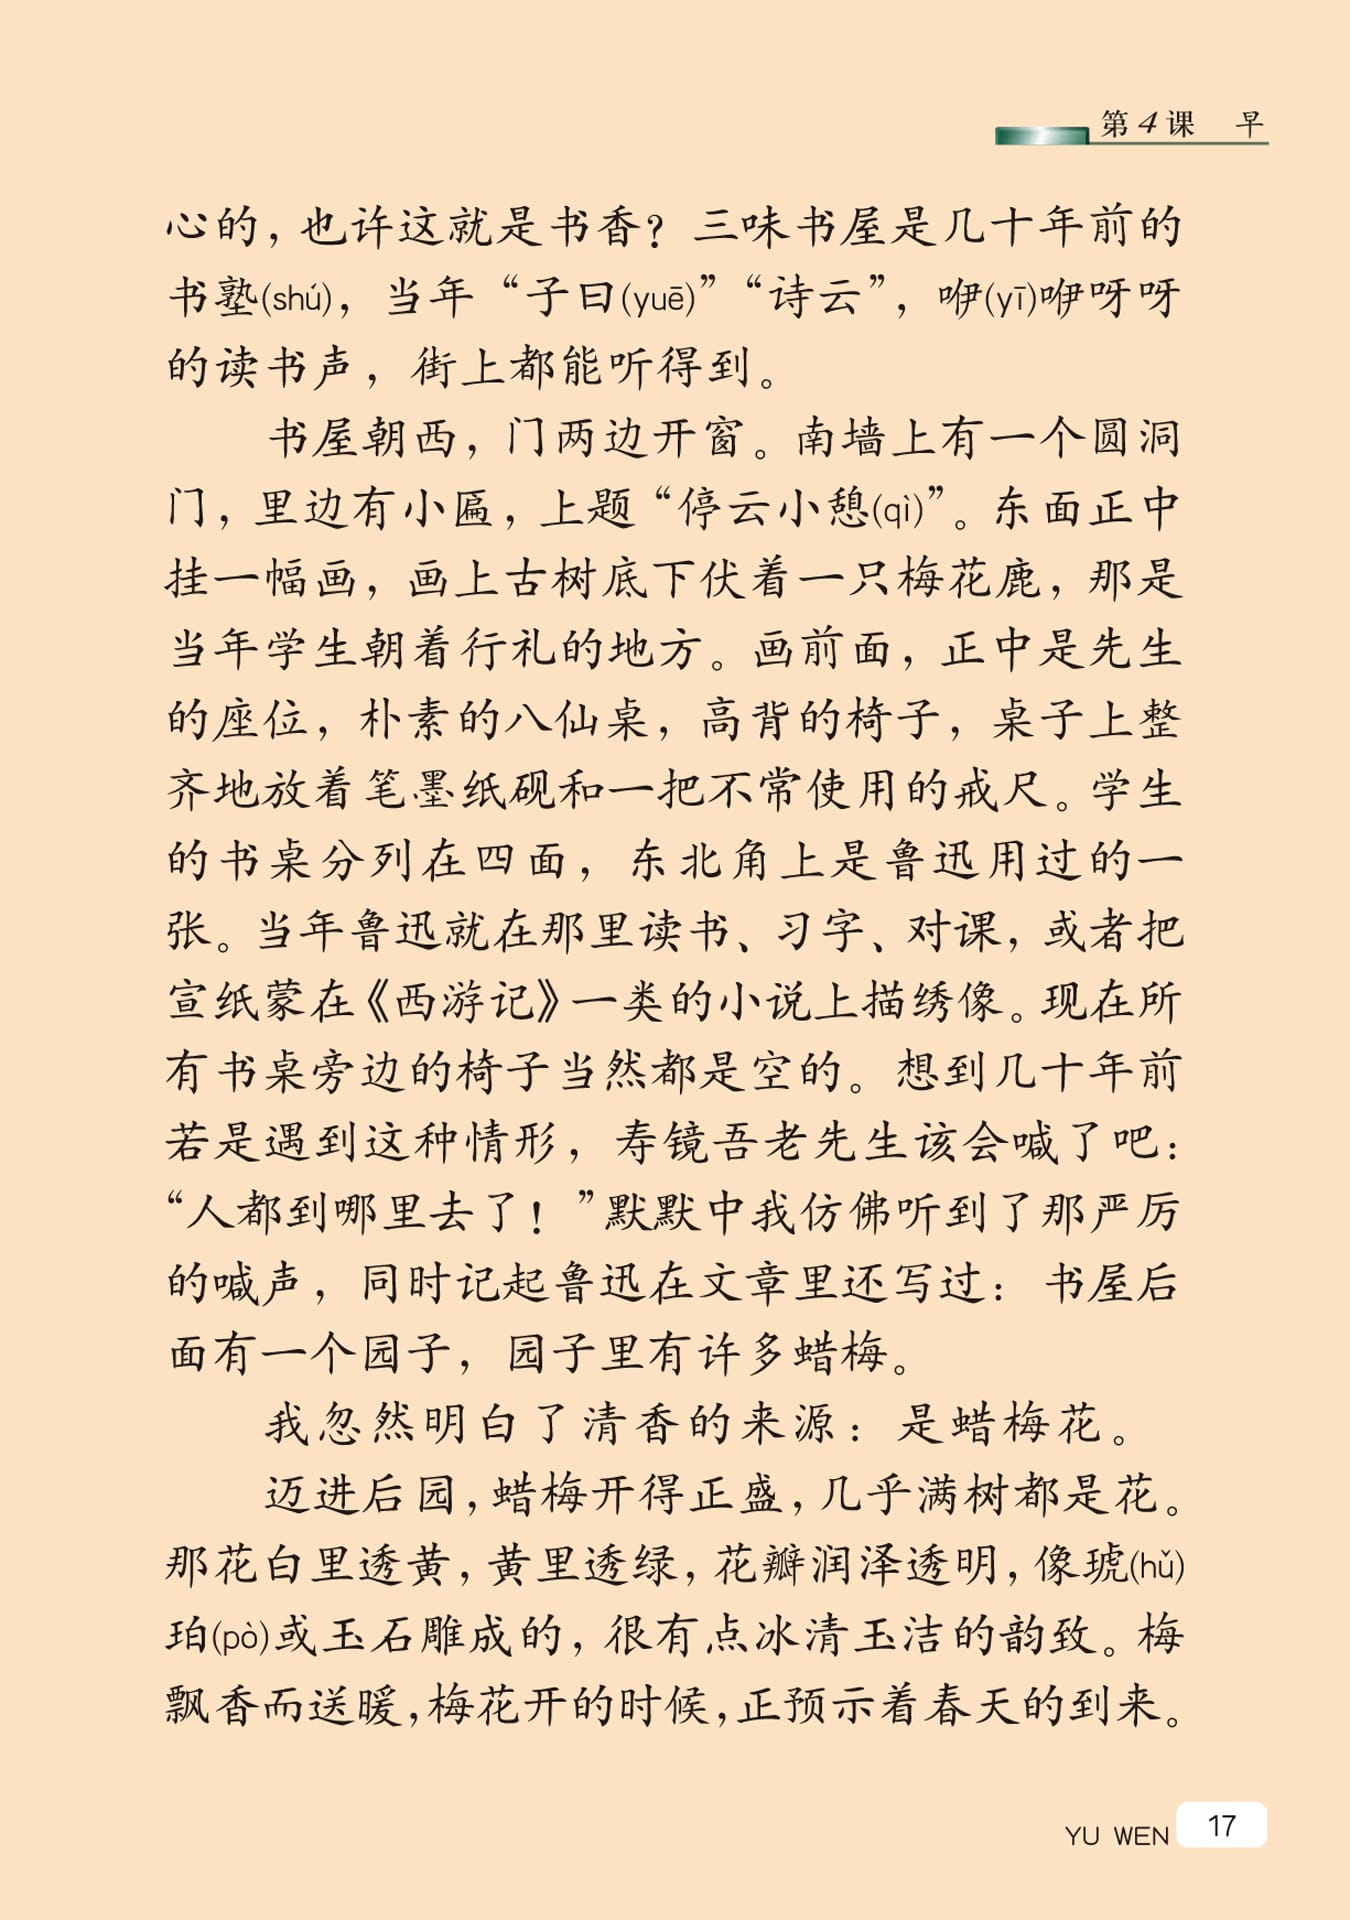 第4课 早
心的，也许这就是书香？三味书屋是几十年前的
书塾(shú)，当年“子曰(yuē)”“诗云”，咿(yī)咿呀呀
的读书声，街上都能听得到。
书屋朝西，门两边开窗。南墙上有一个圆洞
门，里边有小匾，上题“停云小憩(qì)”。东面正中
挂一幅画，画上古树底下伏着一只梅花鹿，那是
当年学生朝着行礼的地方。画前面，正中是先生
的座位，朴素的八仙桌，高背的椅子，桌子上整
齐地放着笔墨纸砚和一把不常使用的戒尺。学生
的书桌分列在四面，东北角上是鲁迅用过的一
张。当年鲁迅就在那里读书、习字、对课，或者把
宣纸蒙在《西游记》一类的小说上描绣像。现在所
有书桌旁边的椅子当然都是空的。想到几十年前
若是遇到这种情形，寿镜吾老先生该会喊了吧：
“人都到哪里去了！”默默中我仿佛听到了那严厉
的喊声，同时记起鲁迅在文章里还写过：书屋后
面有一个园子，园子里有许多蜡梅。
我忽然明白了清香的来源：是蜡梅花。
迈进后园，蜡梅开得正盛，几乎满树都是花。
那花白里透黄，黄里透绿，花瓣润泽透明，像琥(hǔ)
珀(pò)或玉石雕成的，很有点冰清玉洁的韵致。梅
飘香而送暖，梅花开的时候，正预示着春天的到来。
YU WEN 17